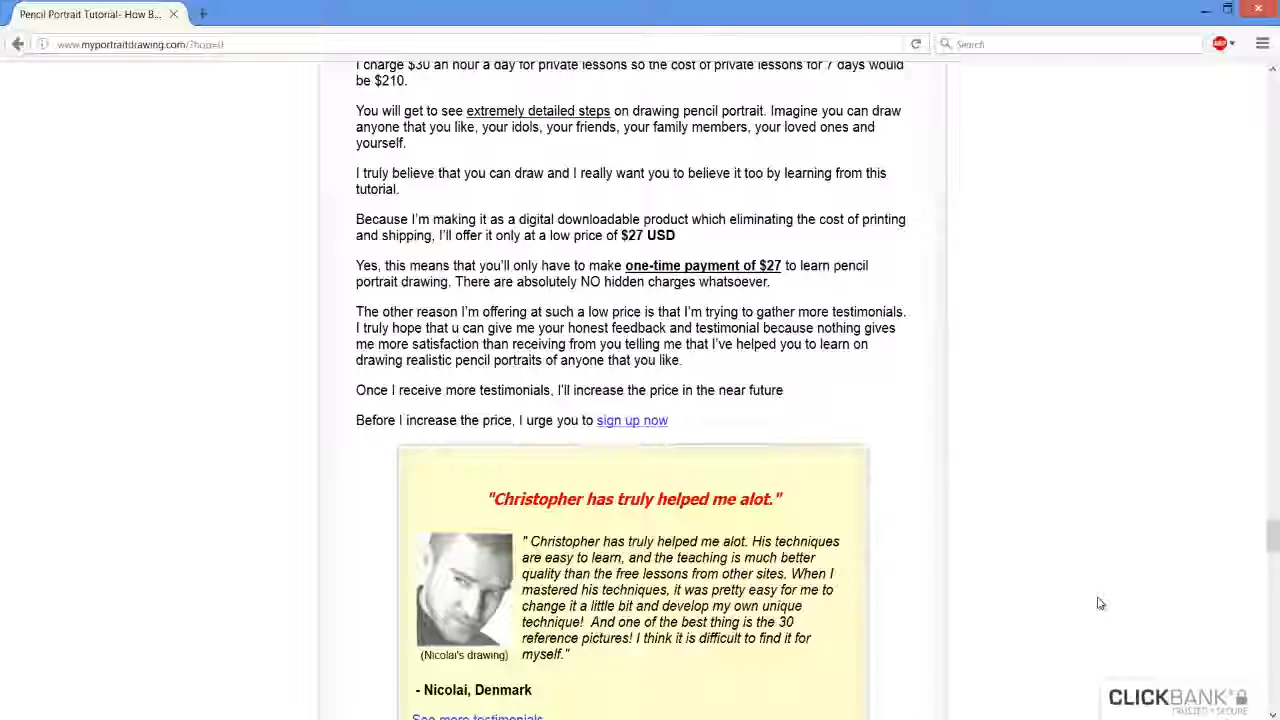 Pencil Portrait Tutorial- How B...
www.myportraitdrawing.com/?hop=0
Search
ABP
I charge $30 an hour a day for private lessons so the cost of private lessons for 7 days would
be $210.
You will get to see extremely detailed steps on drawing pencil portrait. Imagine you can draw
anyone that you like, your idols, your friends, your family members, your loved ones and
yourself.
I truly believe that you can draw and I really want you to believe it too by learning from this
tutorial.
Because I'm making it as a digital downloadable product which eliminating the cost of printing
and shipping, I'll offer it only at a low price of $27 USD
Yes, this means that you'll only have to make one-time payment of $27 to learn pencil
portrait drawing. There are absolutely NO hidden charges whatsoever.
The other reason I'm offering at such a low price is that I'm trying to gather more testimonials.
I truly hope that u can give me your honest feedback and testimonial because nothing gives
me more satisfaction than receiving from you telling me that I've helped you to learn on
drawing realistic pencil portraits of anyone that you like.
Once I receive more testimonials, I'll increase the price in the near future
Before I increase the price, I urge you to sign up now
"Christopher has truly helped me alot."
" Christopher has truly helped me alot. His techniques
are easy to learn, and the teaching is much better
quality than the free lessons from other sites. When I
mastered his techniques, it was pretty easy for me to
change it a little bit and develop my own unique
technique! And one of the best thing is the 30
reference pictures! I think it is difficult to find it for
myself."
(Nicolai's drawing)
- Nicolai, Denmark
See more testimonials
CLICKBANK
TRUSTED • SECURE